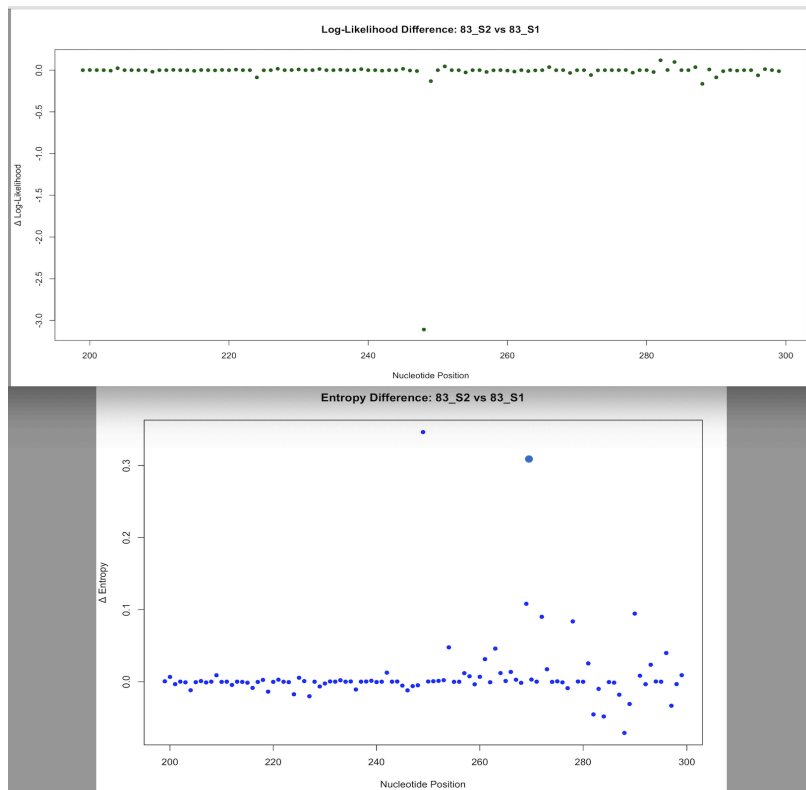 Log-Likelihood Difference: 83_S2 vs 83_S1
Δ Log-Likelihood
0.0
-0.5
-1.0
-1.5
-2.0
-2.5
-3.0
200 220 240 260 280 300
Nucleotide Position
Entropy Difference: 83_S2 vs 83_S1
Δ Entropy
0.3
0.2
0.1
0.0
200 220 240 260 280 300
Nucleotide Position